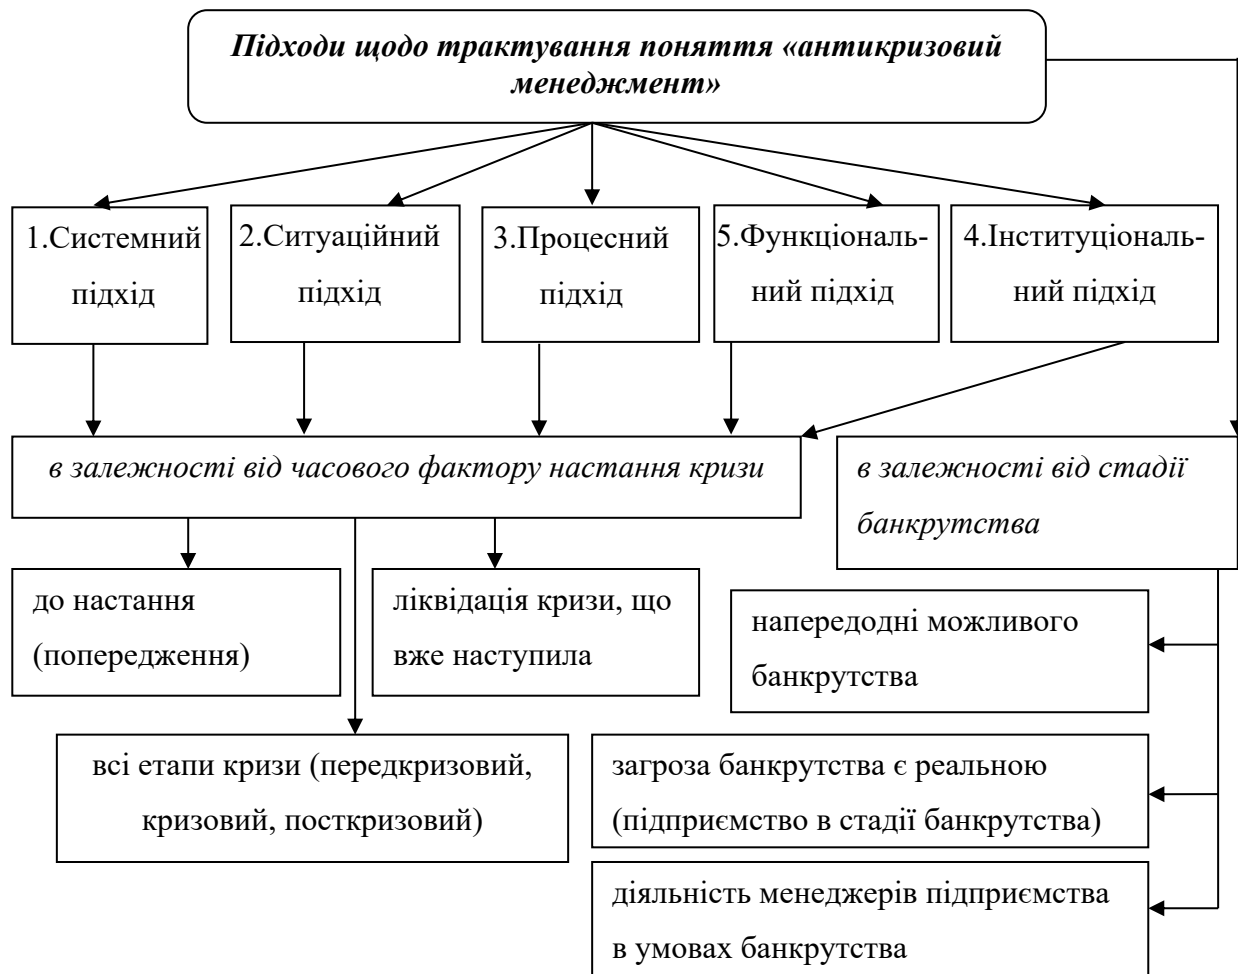 Підходи щодо трактування поняття «антикризовий
менеджмент»
1.Системний
підхід
2.Ситуаційний
підхід
3.Процесний
підхід
5.Функціональ-
ний підхід
4.Інституціональ-
ний підхід
в залежності від часового фактору настання кризи
в залежності від стадії
банкрутства
до настання
(попередження)
ліквідація кризи, що
вже наступила
напередодні можливого
банкрутства
всі етапи кризи (передкризовий,
кризовий, посткризовий)
загроза банкрутства є реальною
(підприємство в стадії банкрутства)
діяльність менеджерів підприємства
в умовах банкрутства